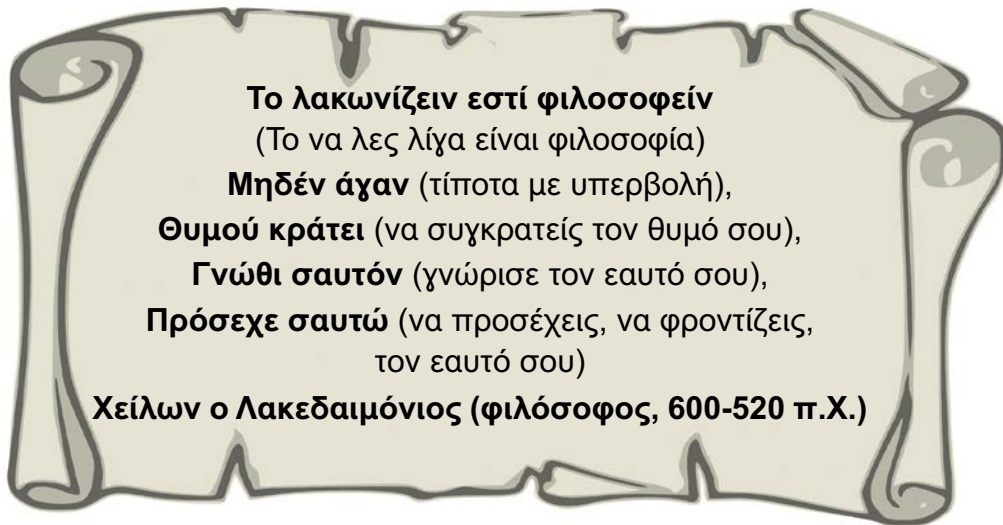 Το λακωνίζειν εστί φιλοσοφείν
(Το να λες λίγα είναι φιλοσοφία)
Μηδέν άγαν (τίποτα με υπερβολή),
Θυμού κράτει (να συγκρατείς τον θυμό σου),
Γνώθι σαυτόν (γνώρισε τον εαυτό σου),
Πρόσεχε σαυτώ (να προσέχεις, να φροντίζεις,
τον εαυτό σου)
Χείλων ο Λακεδαιμόνιος (φιλόσοφος, 600-520 π.Χ.)